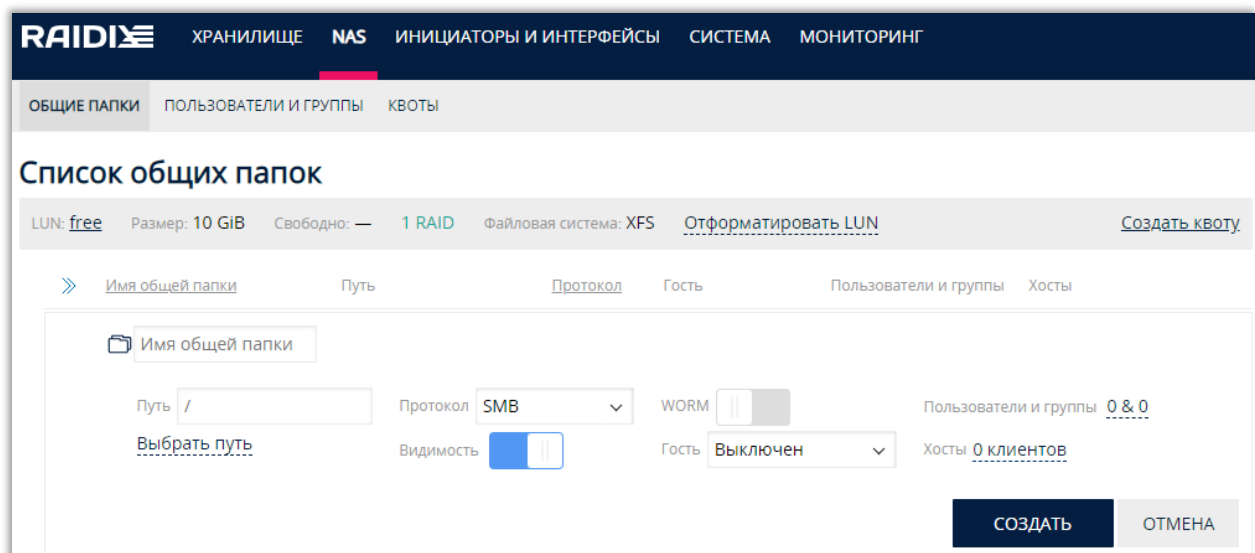 RAIDIX ХРАНИЛИЩЕ NAS ИНИЦИАТОРЫ И ИНТЕРФЕЙСЫ СИСТЕМА МОНИТОРИНГ
ОБЩИЕ ПАПКИ ПОЛЬЗОВАТЕЛИ И ГРУППЫ КВОТЫ
Список общих папок
LUN: free Размер: 10 GiB Свободно: — 1 RAID Файловая система: XFS Отформатировать LUN Создать квоту
Имя общей папки Путь Протокол Гость Пользователи и группы Хосты
Имя общей папки
Путь / Протокол SMB WORM Пользователи и группы 0 & 0
Выбрать путь Видимость Гость Выключен Хосты 0 клиентов
СОЗДАТЬ ОТМЕНА